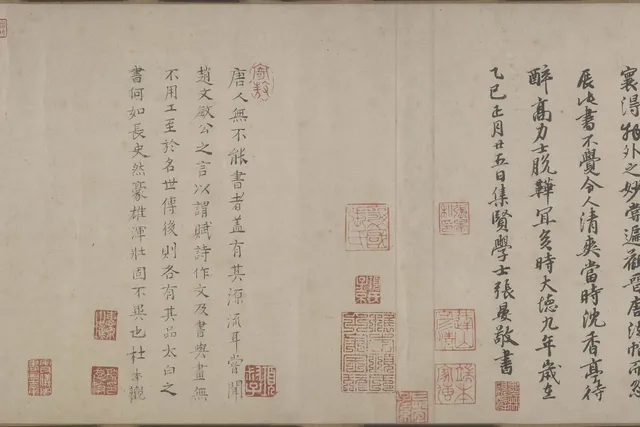 寰得物外之妙嘗遍觀晉唐法帖而忽
展此書不覺令人清爽當時沈香亭待
醉高力士脫鞾冝矣時大德九年歲在
乙巳正月廿五日集賢學士張晏敬書
唐人無不能書者蓋有其源流耳嘗聞
趙文敏公之言以謂賦詩作文及書與畫無
不用工至於名世傳後則各有其品太白之
書何如長史然豪雄渾壯固不異也杜本觀